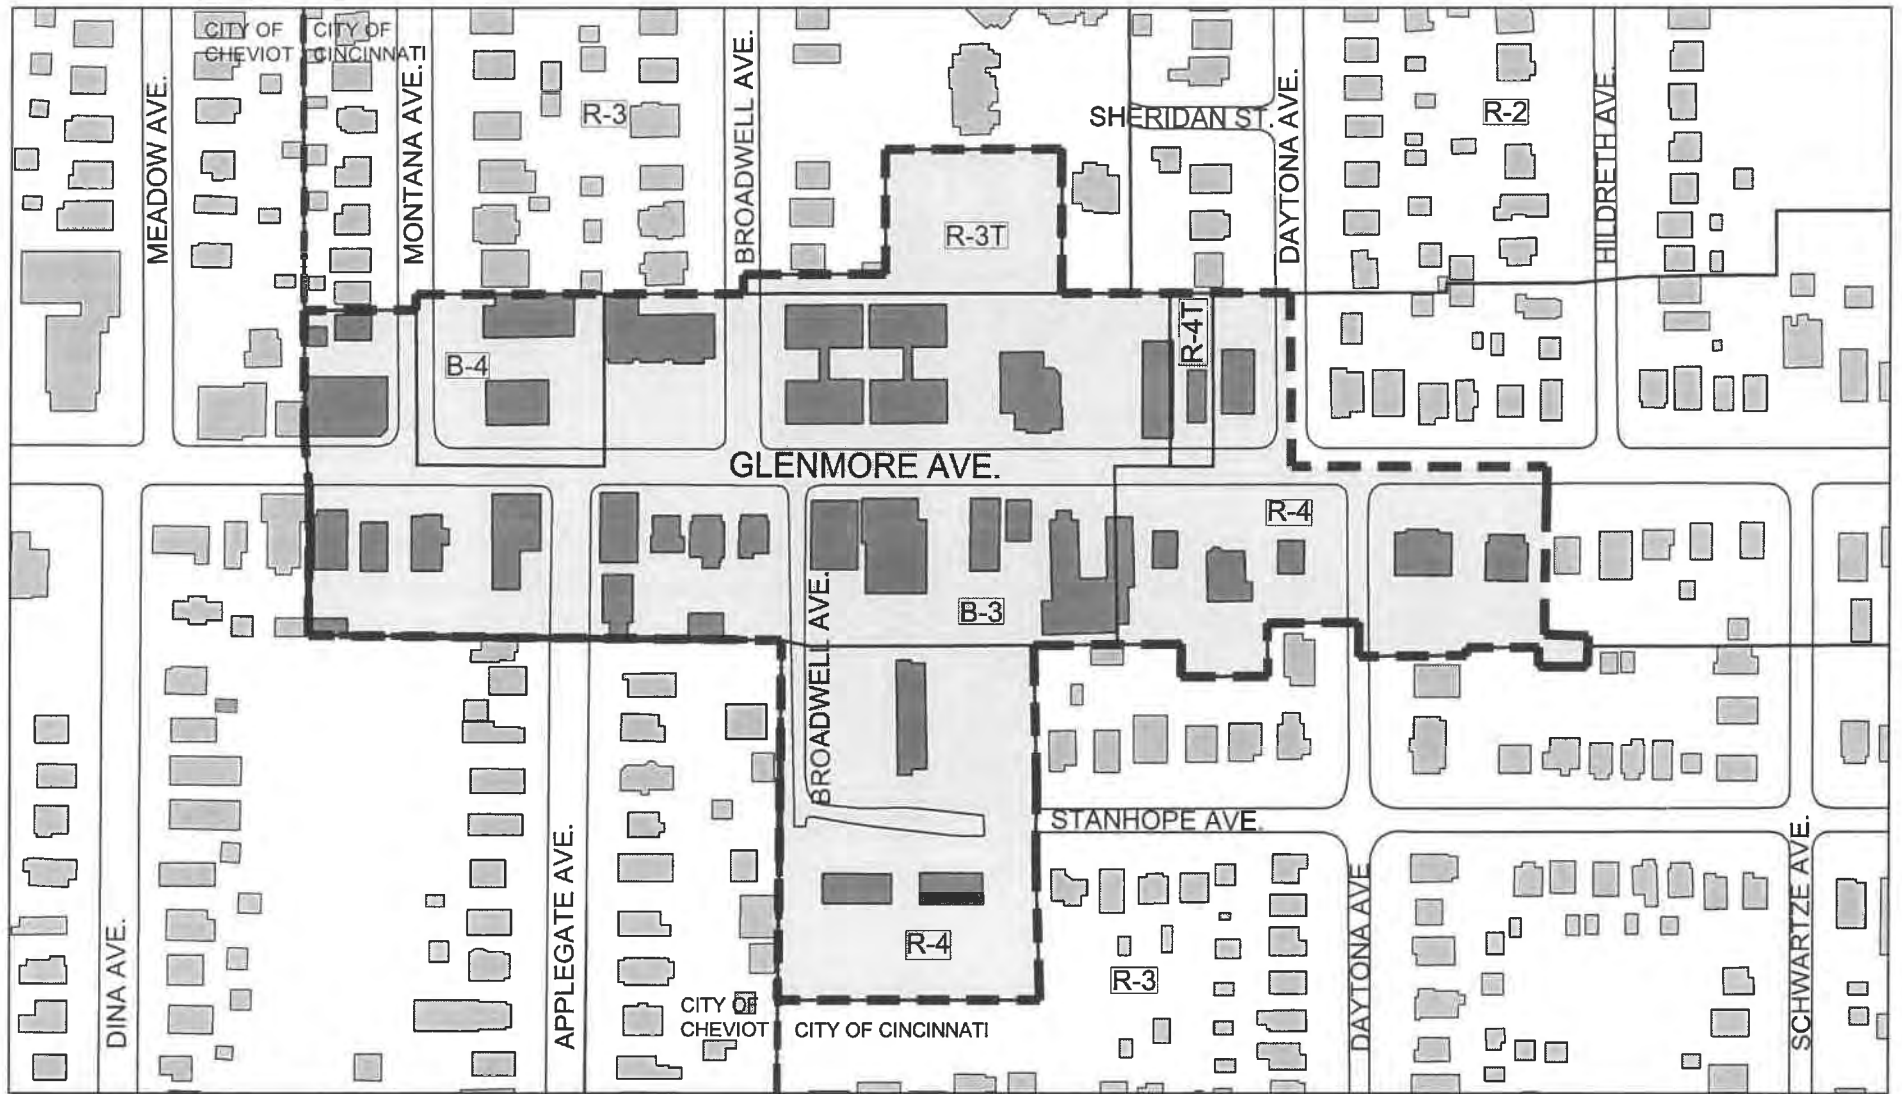 CITY OF
CHEVIOT
CITY OF
CINCINNATI
MEADOW AVE.
MONTANA AVE.
R-3
BROADWELL AVE.
SHERIDAN ST.
DAYTONA AVE.
R-2
HILDRETH AVE.
R-3T
R-4T
B-4
GLENMORE AVE.
R-4
B-3
BROADWELL AVE.
STANHOPE AVE.
APPLEGATE AVE.
DINA AVE.
R-4
R-3
DAYTONA AVE
SCHWARTZE AVE.
CITY OF
CHEVIOT
CITY OF CINCINNATI